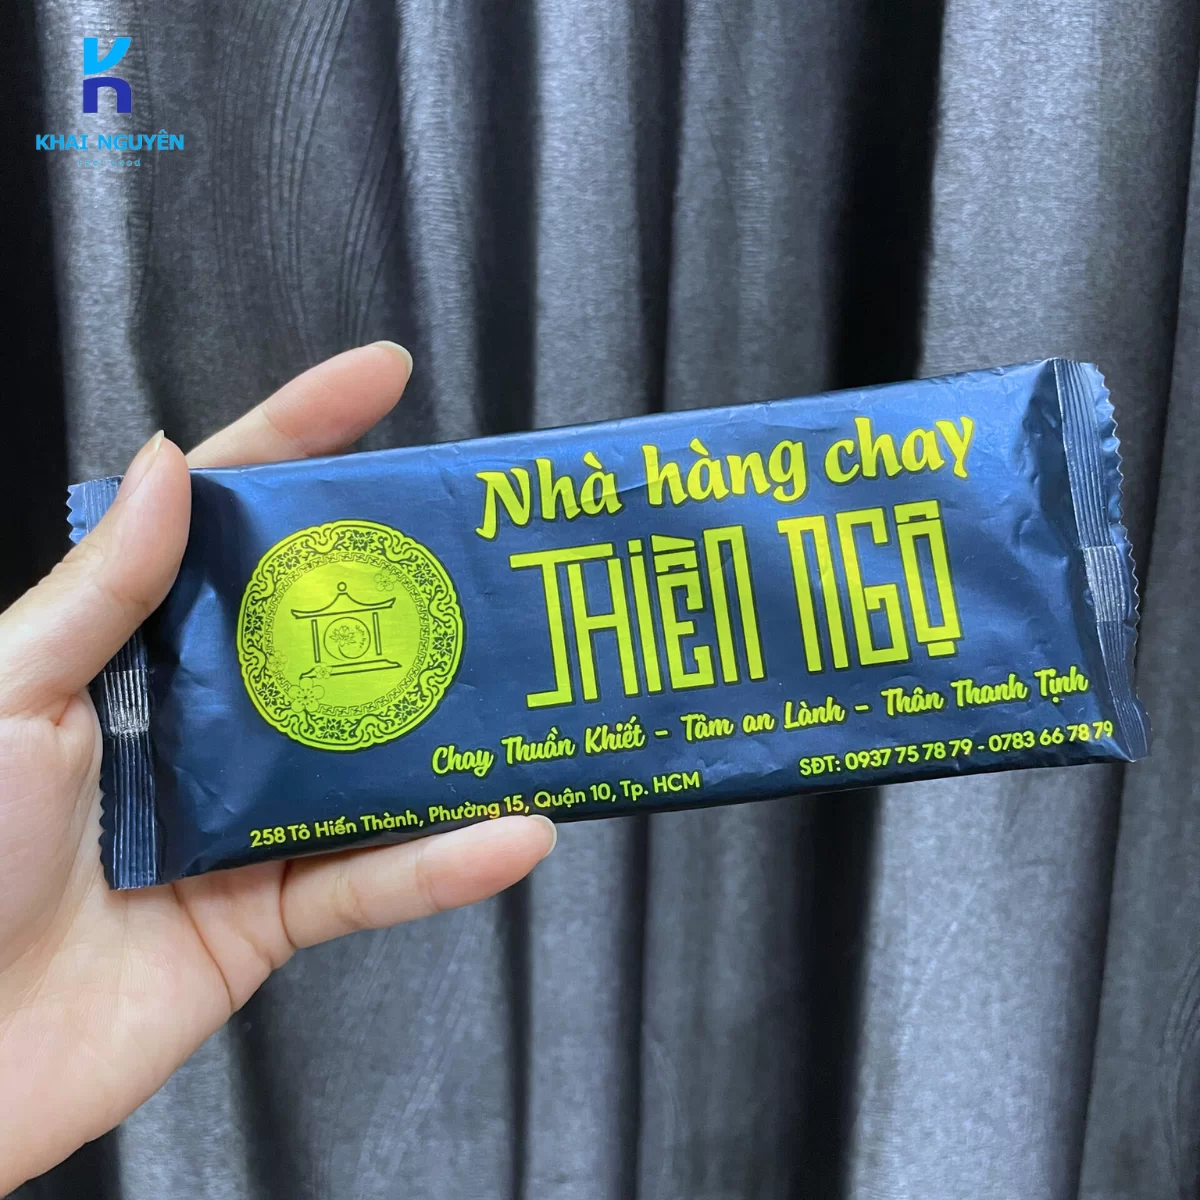 KHAI NGUYÊN
Nhà hàng chay
THIỀN NGỘ
Chay Thuần Khiết - Tâm an Lành - Thân Thanh Tịnh
258 Tô Hiến Thành, Phường 15, Quận 10, Tp. HCM
SĐT: 0937 75 78 79 - 0783 66 78 79